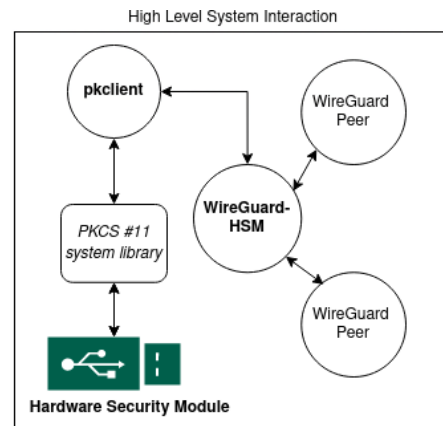 High Level System Interaction
pkclient
WireGuard
Peer
PKCS #11
system library
WireGuard-
HSM
WireGuard
Peer
Hardware Security Module